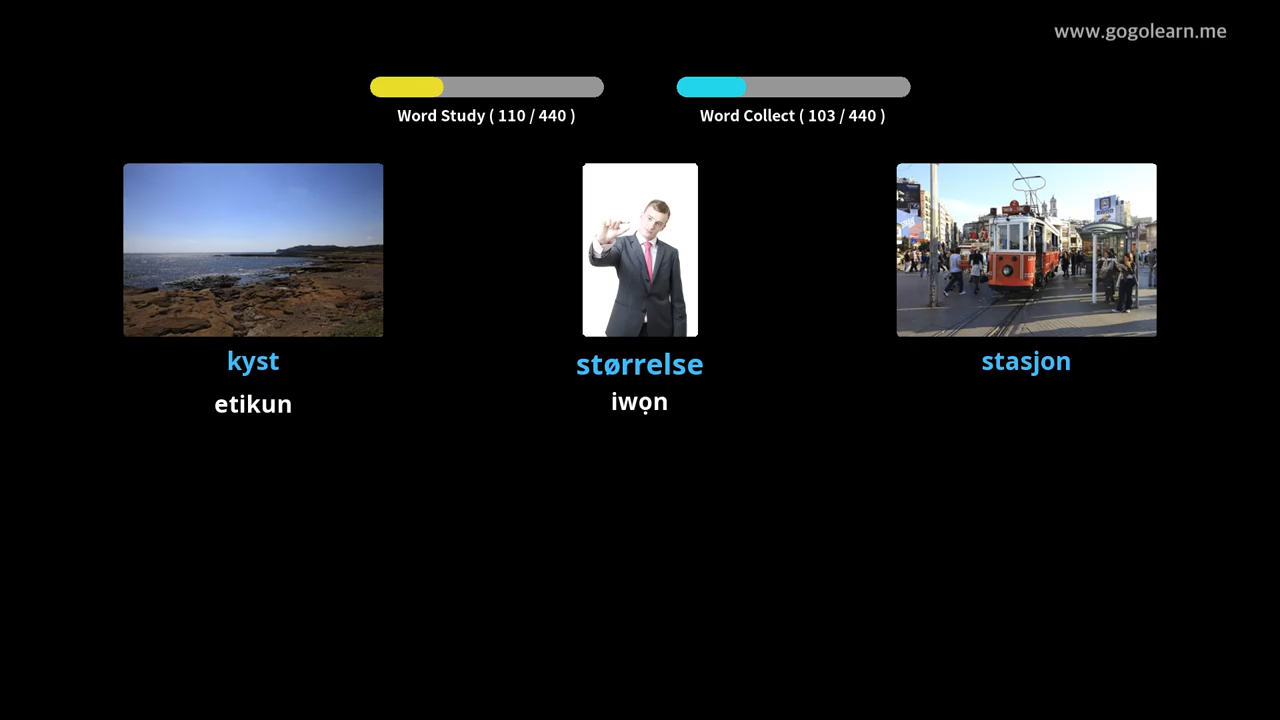 www.gogolearn.me
Word Study ( 110 / 440 )
Word Collect ( 103 / 440 )
kyst
størrelse
stasjon
etikun
iwọn